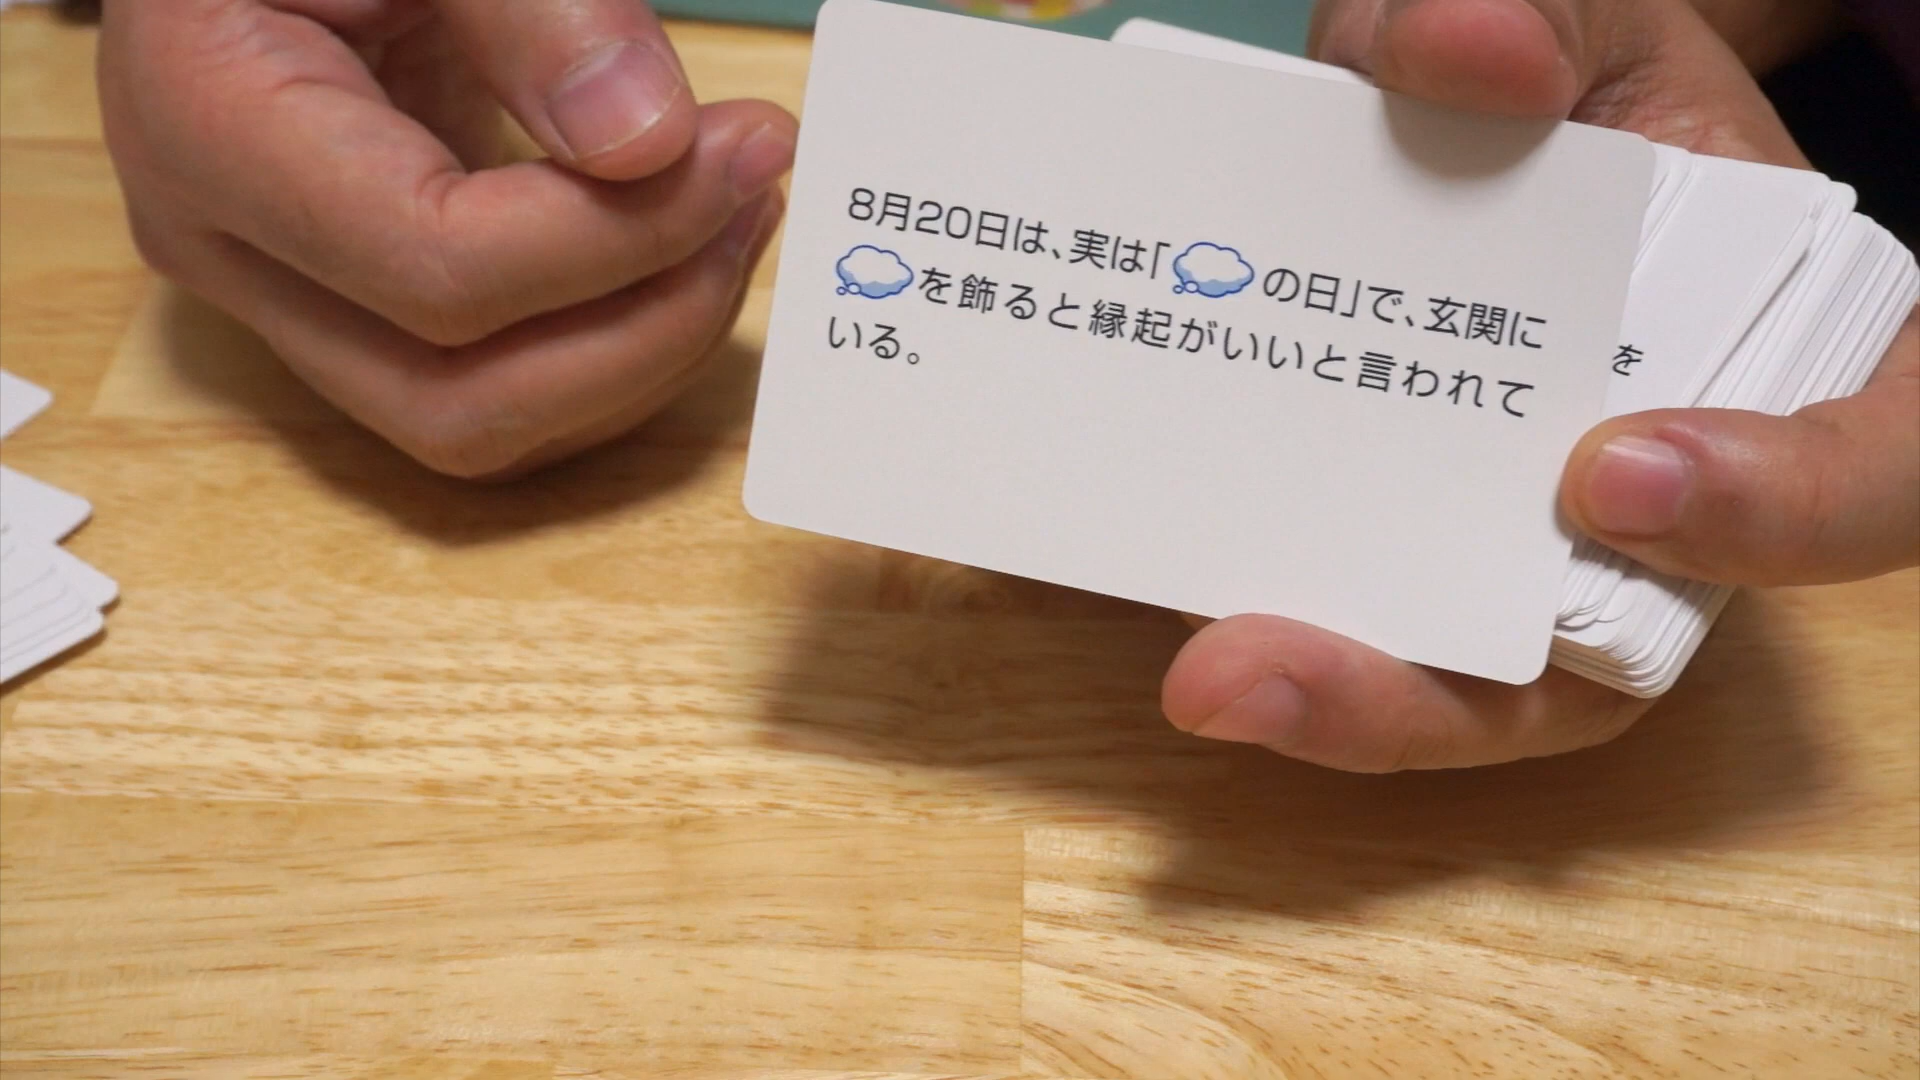 8月20日は、実は「 の日」で、玄関に
を飾ると縁起がいいと言われて
いる。
を